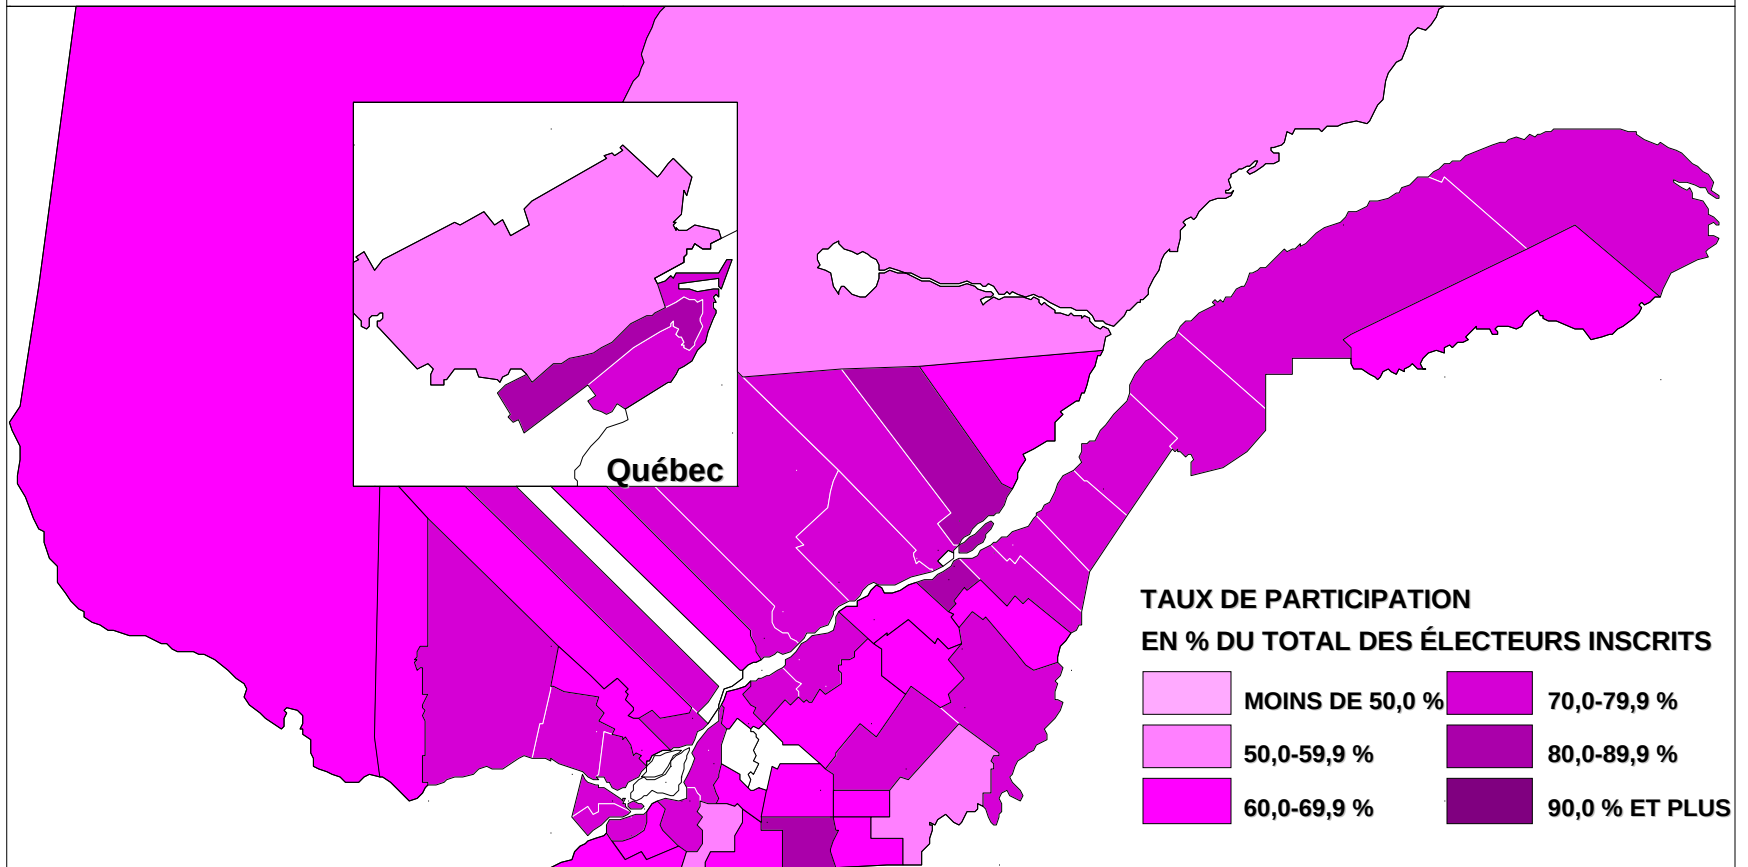 Québec
TAUX DE PARTICIPATION
EN % DU TOTAL DES ÉLECTEURS INSCRITS
MOINS DE 50,0 %
50,0-59,9 %
60,0-69,9 %
70,0-79,9 %
80,0-89,9 %
90,0 % ET PLUS